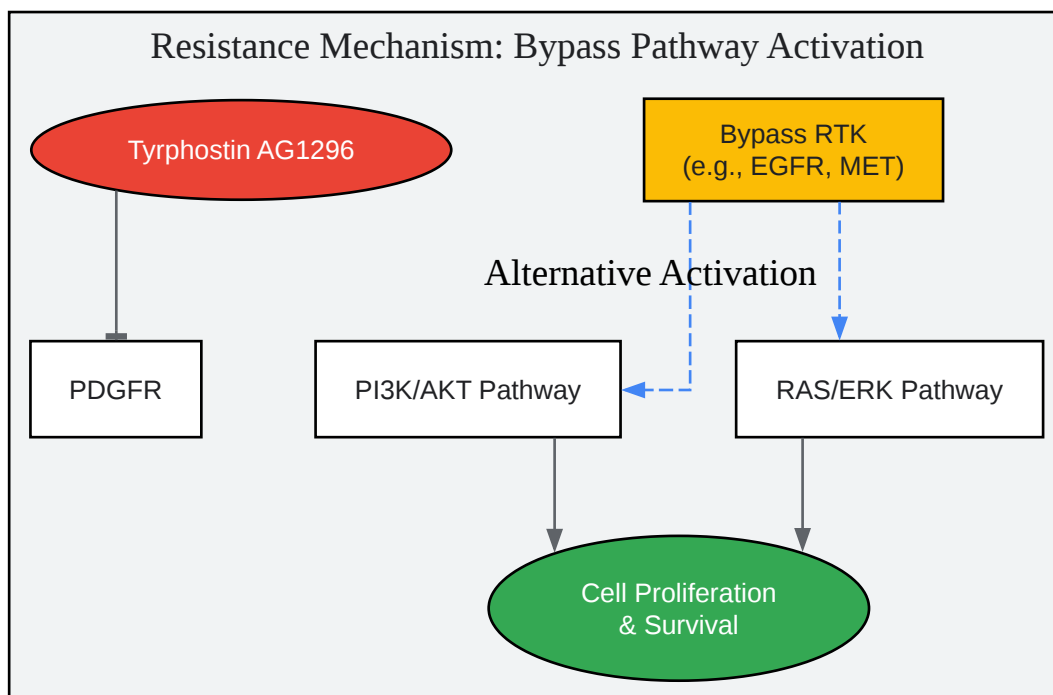 Resistance Mechanism: Bypass Pathway Activation
Tyrphostin AG1296
Bypass RTK
(e.g., EGFR, MET)
Alternative Activation
PDGFR
PI3K/AKT Pathway
RAS/ERK Pathway
Cell Proliferation
& Survival